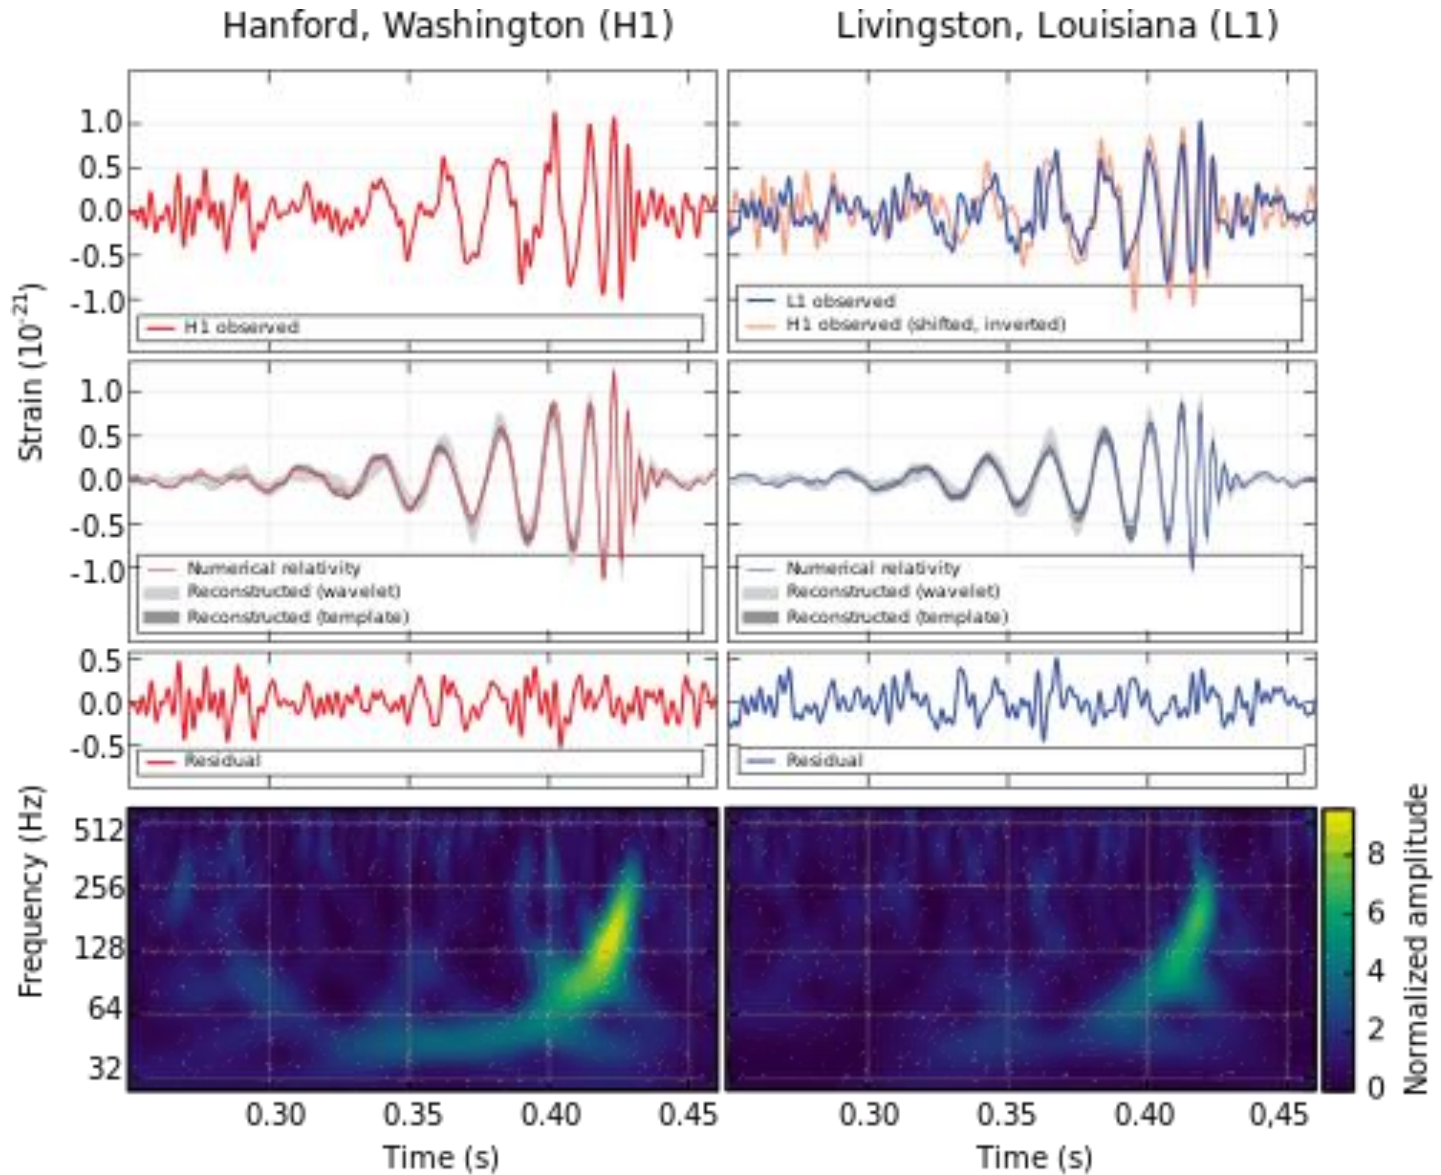 Hanford, Washington (H1)
Livingston, Louisiana (L1)
Strain (10⁻²¹)
1.0
0.5
0.0
-0.5
-1.0
H1 observed
L1 observed
H1 observed (shifted, inverted)
1.0
0.5
0.0
-0.5
-1.0
Numerical relativity
Reconstructed (wavelet)
Reconstructed (template)
Numerical relativity
Reconstructed (wavelet)
Reconstructed (template)
0.5
0.0
-0.5
Residual
Residual
Frequency (Hz)
512
256
128
64
32
Normalized amplitude
8
6
4
2
0
0.30 0.35 0.40 0.45
0.30 0.35 0.40 0,45
Time (s)
Time (s)